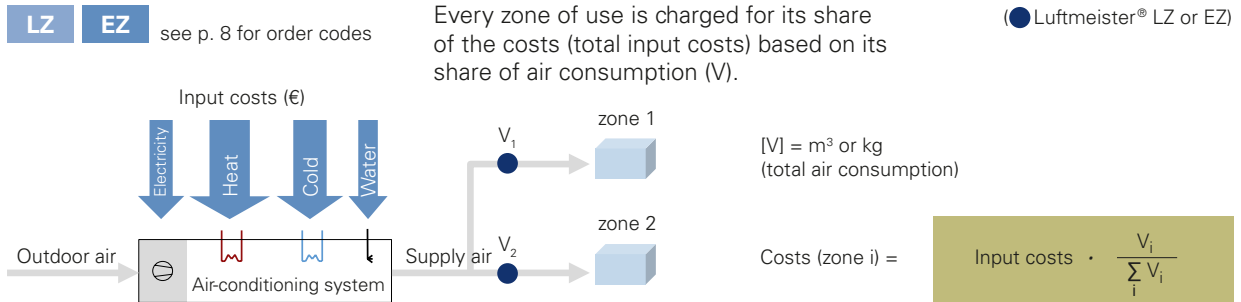 LZ EZ see p. 8 for order codes
Every zone of use is charged for its share
of the costs (total input costs) based on its
share of air consumption (V).
(Luftmeister® LZ or EZ)
Input costs (€)
Electricity
Heat
Cold
Water
V1
zone 1
[V] = m³ or kg
(total air consumption)
Outdoor air
Air-conditioning system
Supply air
V2
zone 2
Costs (zone i) = Input costs · Vi
∑ Vi
i